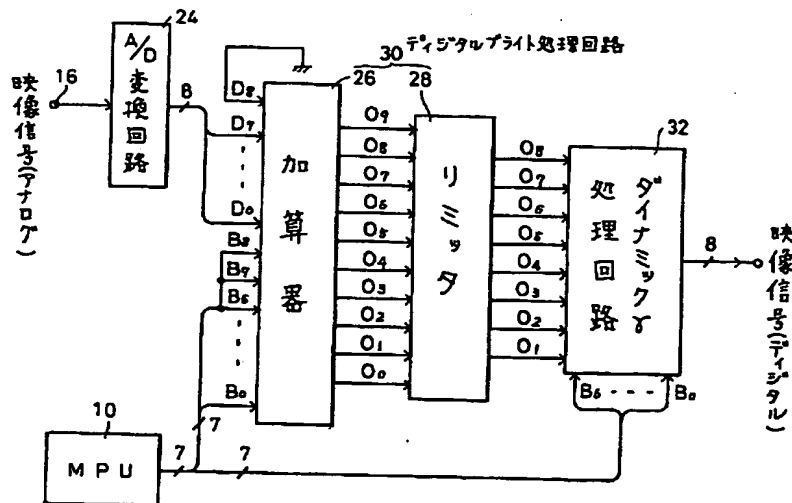 24
A/D変換回路
16
映像信号(アナログ)
8
30 ディジタルブライト処理回路
26
28
D8
D7
D0
B8
B7
B6
B0
加算器
O9
O8
O7
O6
O5
O4
O3
O2
O1
O0
リミッタ
O8
O7
O6
O5
O4
O3
O2
O1
32
ダイナミックγ処理回路
8
映像信号(ディジタル)
B6
B0
10
MPU
7
7
7